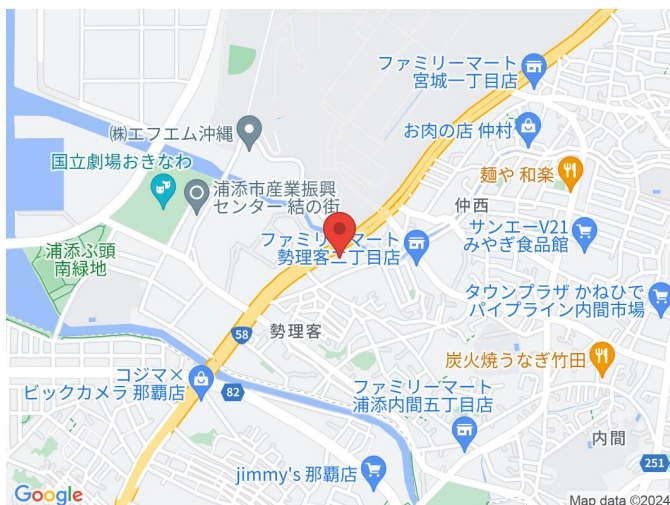 ファミリーマート
宮城一丁目店
(株)エフエム沖縄
お肉の店 仲村
国立劇場おきなわ
麺や 和楽
浦添市産業振興
センター 結の街
仲西
サンエーV21
みやぎ食品館
ファミリーマート
勢理客二丁目店
浦添ふ頭
南緑地
タウンプラザ かねひで
パイプライン内間市場
58
勢理客
炭火焼うなぎ竹田
コジマ×
ビックカメラ 那覇店
82
ファミリーマート
浦添内間五丁目店
内間
251
jimmy's 那覇店
Google
Map data ©2024